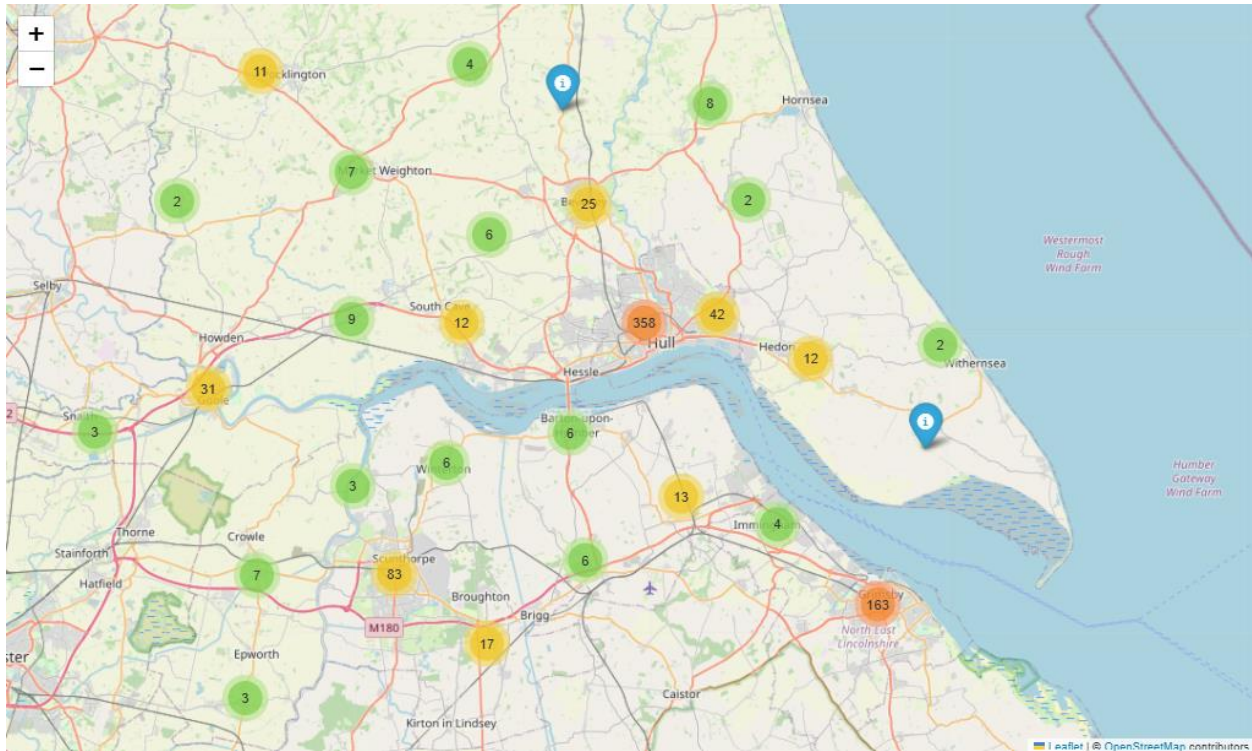 +
−
11
4
8
Hornsea
7
Market Weighton
2
25
2
6
Westermost
Rough
Wind Farm
Selby
South Cave
9
12
358
42
Howden
Hull
Hedon
12
2
Withernsea
Hessle
31
Goole
3
6
6
Humber
Gateway
Wind Farm
3
13
4
Thorne
Crowle
Stainforth
Scunthorpe
Hatfield
7
83
6
Broughton
Brigg
163
M180
North East
Lincolnshire
17
Epworth
3
Caistor
Kirton in Lindsey
Leaflet | © OpenStreetMap contributors